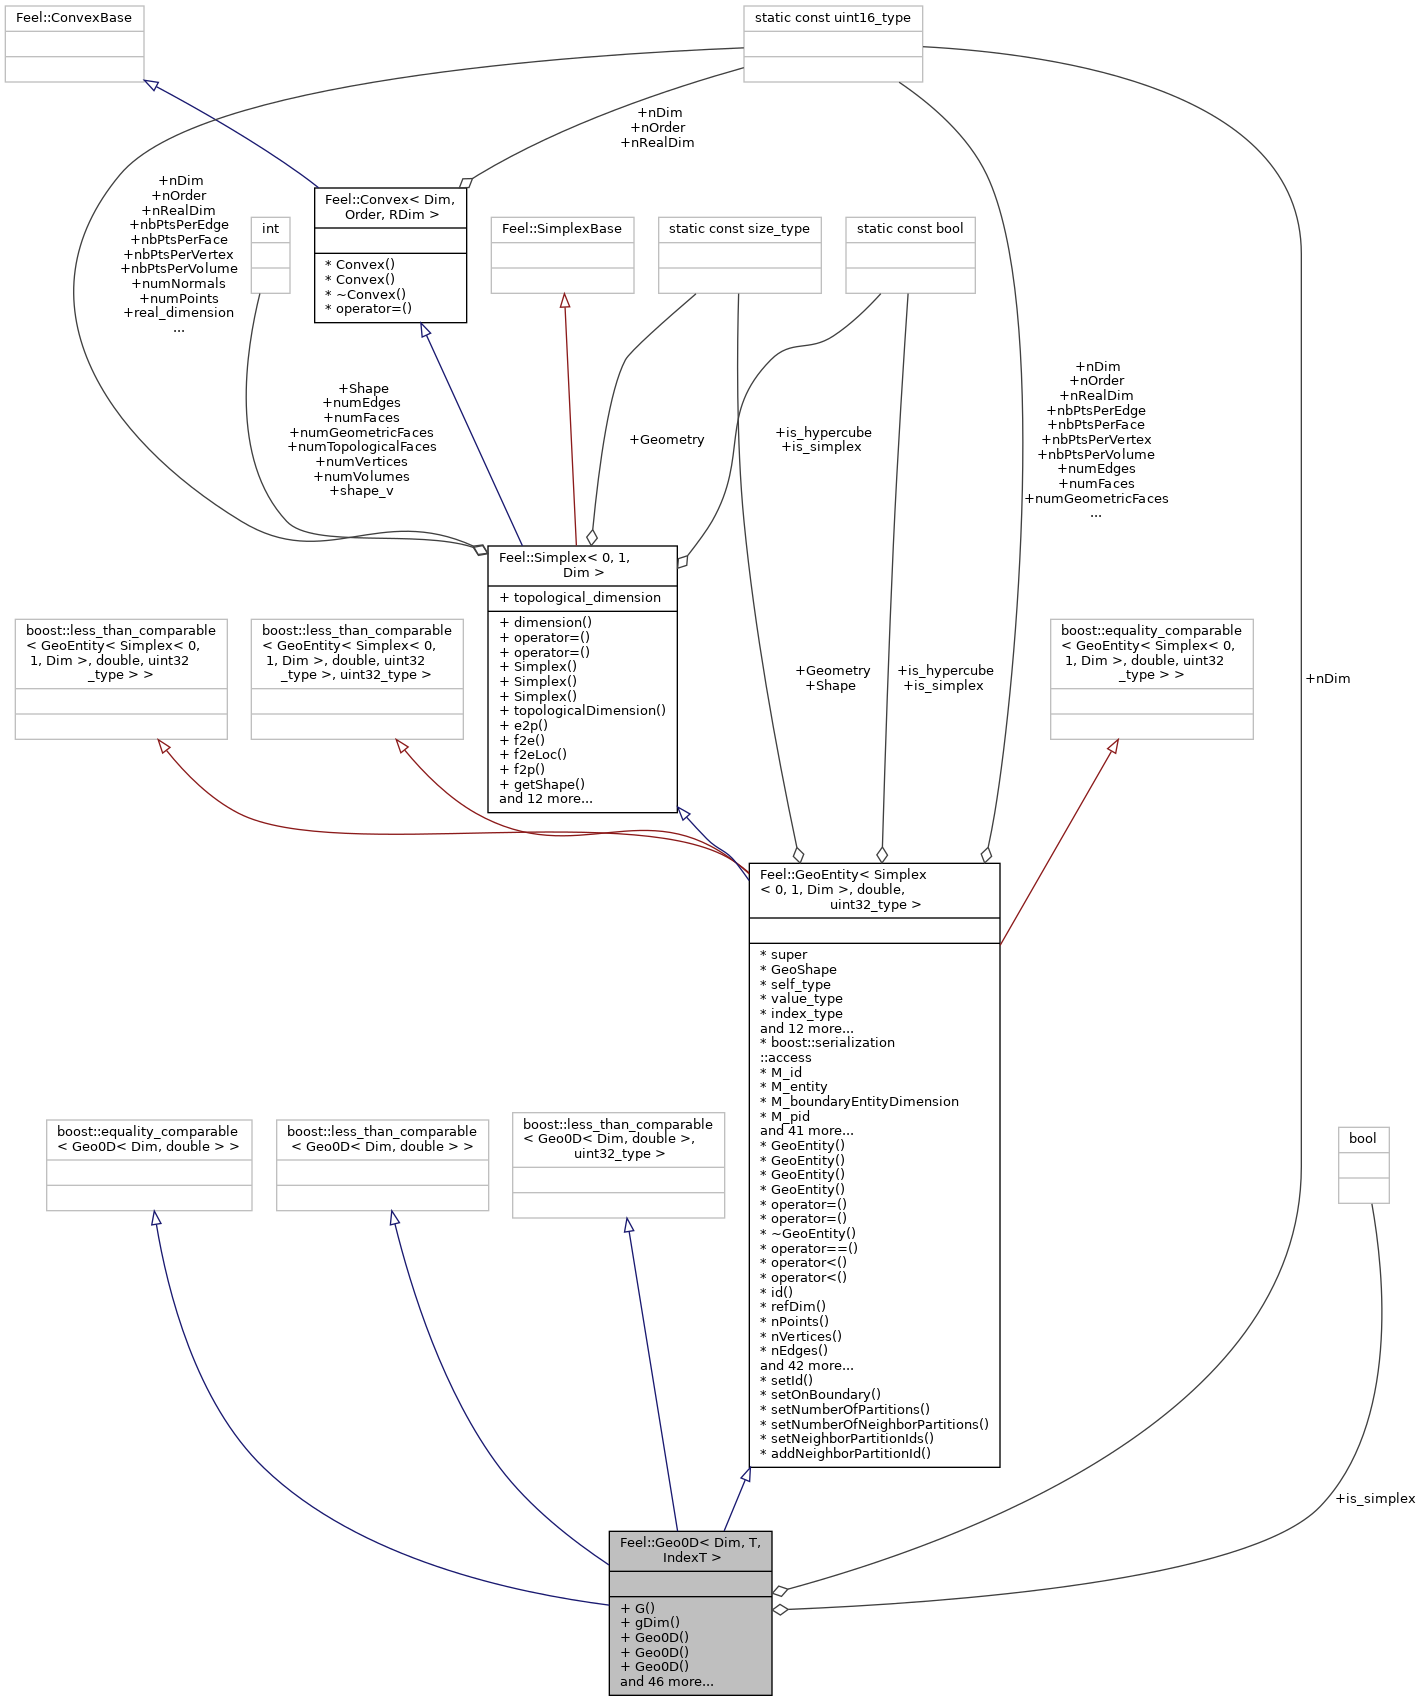 Feel::ConvexBase
static const uint16_type
+nDim
+nOrder
+nRealDim
+nDim
+nOrder
+nRealDim
+nbPtsPerEdge
+nbPtsPerFace
+nbPtsPerVertex
+nbPtsPerVolume
+numNormals
+numPoints
+real_dimension
...
int
Feel::Convex< Dim,
Order, RDim >
* Convex()
* Convex()
* ~Convex()
* operator=()
Feel::SimplexBase
static const size_type
static const bool
+Shape
+numEdges
+numFaces
+numGeometricFaces
+numTopologicalFaces
+numVertices
+numVolumes
+shape_v
+Geometry
+is_hypercube
+is_simplex
+nDim
+nOrder
+nRealDim
+nbPtsPerEdge
+nbPtsPerFace
+nbPtsPerVertex
+nbPtsPerVolume
+numEdges
+numFaces
+numGeometricFaces
...
Feel::Simplex< 0, 1,
Dim >
+ topological_dimension
+ dimension()
+ operator=()
+ operator=()
+ Simplex()
+ Simplex()
+ Simplex()
+ topologicalDimension()
+ e2p()
+ f2e()
+ f2eLoc()
+ f2p()
+ getShape()
and 12 more...
boost::less_than_comparable
< GeoEntity< Simplex< 0,
1, Dim >, double, uint32
_type > >
boost::less_than_comparable
< GeoEntity< Simplex< 0,
1, Dim >, double, uint32
_type >, uint32_type >
+Geometry
+Shape
+is_hypercube
+is_simplex
boost::equality_comparable
< GeoEntity< Simplex< 0,
1, Dim >, double, uint32
_type > >
+nDim
Feel::GeoEntity< Simplex
< 0, 1, Dim >, double,
uint32_type >
* super
* GeoShape
* self_type
* value_type
* index_type
and 12 more...
* boost::serialization
::access
* M_id
* M_entity
* M_boundaryEntityDimension
* M_pid
and 41 more...
* GeoEntity()
* GeoEntity()
* GeoEntity()
* GeoEntity()
* operator=()
* operator=()
* ~GeoEntity()
* operator==()
* operator<()
* operator<()
* id()
* refDim()
* nPoints()
* nVertices()
* nEdges()
and 42 more...
* setId()
* setOnBoundary()
* setNumberOfPartitions()
* setNumberOfNeighborPartitions()
* setNeighborPartitionIds()
* addNeighborPartitionId()
boost::equality_comparable
< Geo0D< Dim, double > >
boost::less_than_comparable
< Geo0D< Dim, double > >
boost::less_than_comparable
< Geo0D< Dim, double >,
uint32_type >
bool
+is_simplex
Feel::Geo0D< Dim, T,
IndexT >
+ G()
+ gDim()
+ Geo0D()
+ Geo0D()
+ Geo0D()
and 46 more...